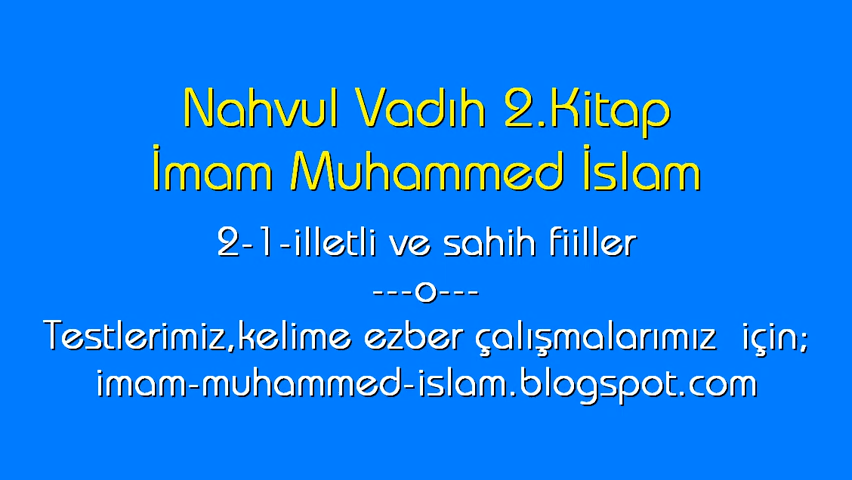 Nahvul Vadıh 2.Kitap
İmam Muhammed İslam
2-1-illetli ve sahih fiiller
---o---
Testlerimiz,kelime ezber çalışmalarımız  için;
imam-muhammed-islam.blogspot.com